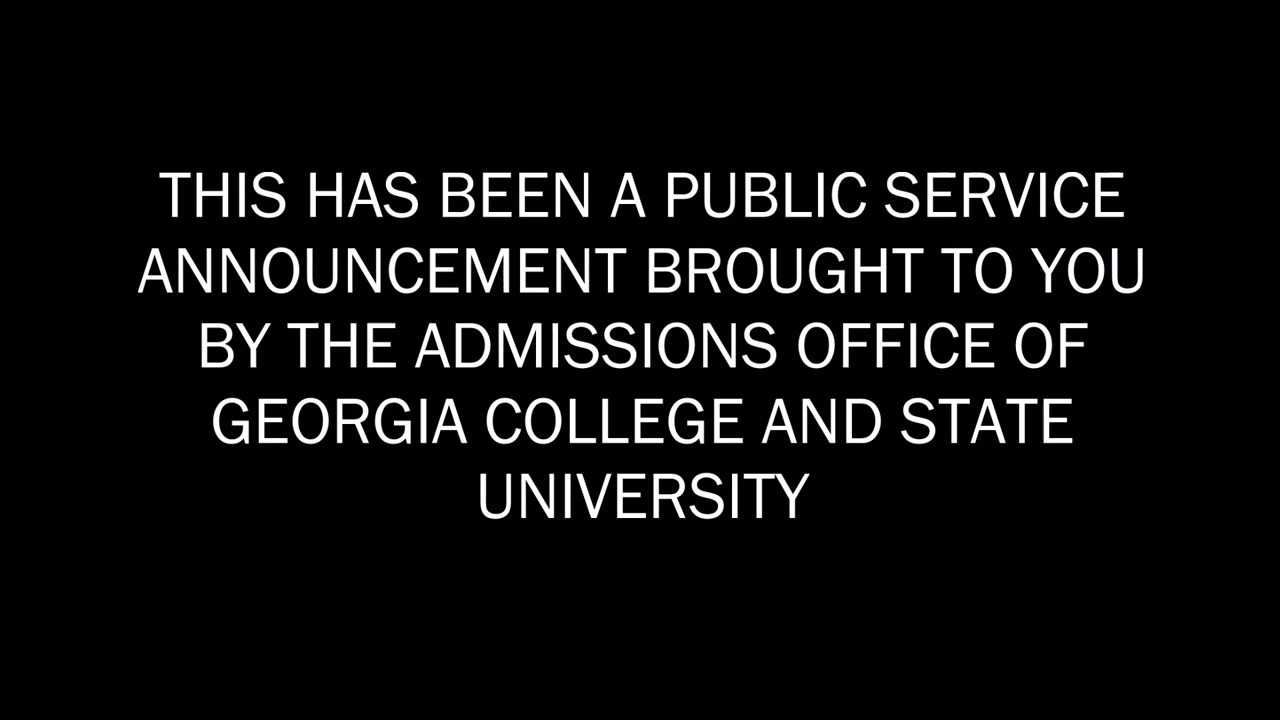 THIS HAS BEEN A PUBLIC SERVICE
ANNOUNCEMENT BROUGHT TO YOU
BY THE ADMISSIONS OFFICE OF
GEORGIA COLLEGE AND STATE
UNIVERSITY